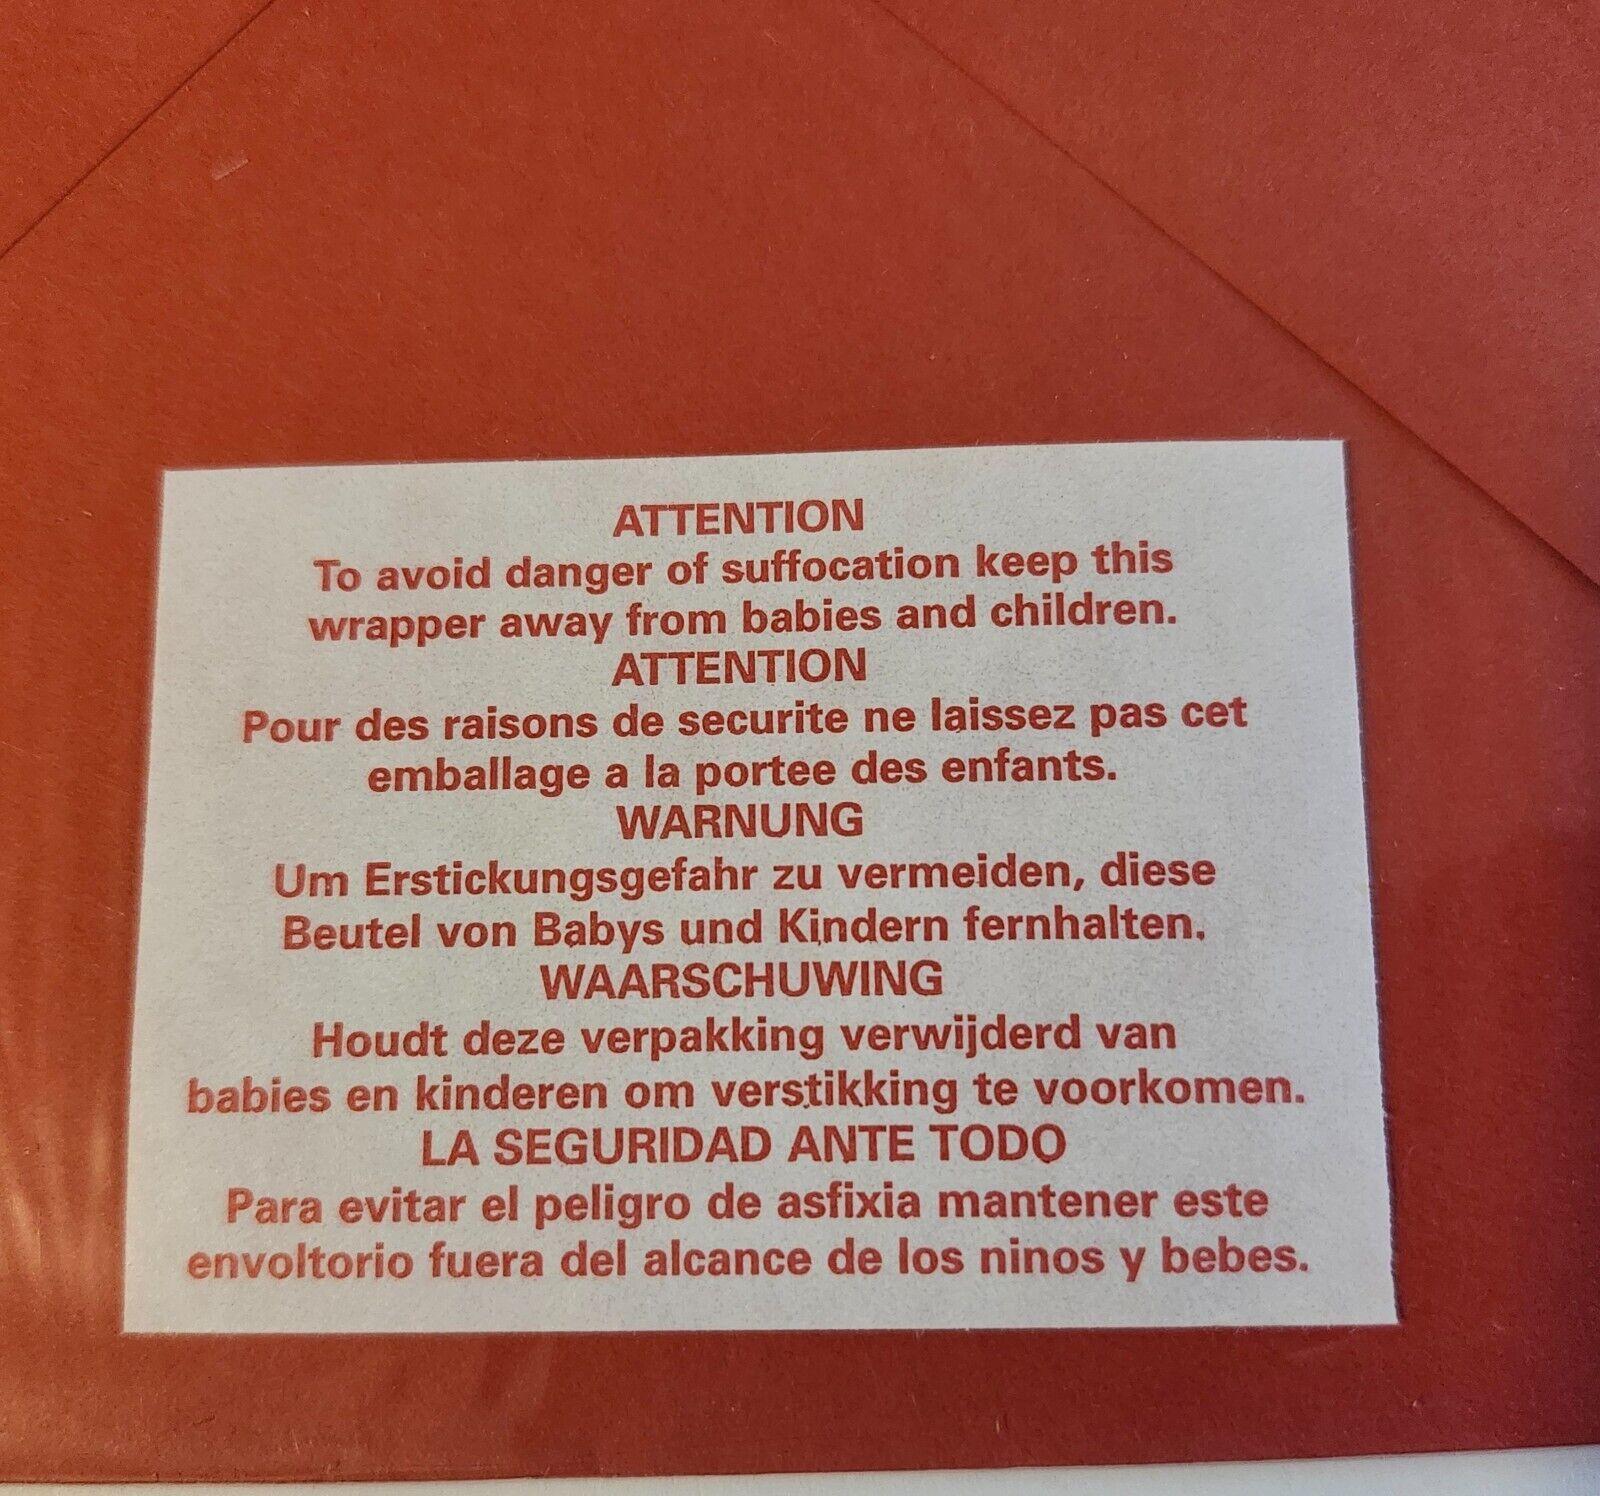 ATTENTION
To avoid danger of suffocation keep this
wrapper away from babies and children.
ATTENTION
Pour des raisons de securite ne laissez pas cet
emballage a la portee des enfants.
WARNUNG
Um Erstickungsgefahr zu vermeiden, diese
Beutel von Babys und Kindern fernhalten.
WAARSCHUWING
Houdt deze verpakking verwijderd van
babies en kinderen om verstikking te voorkomen.
LA SEGURIDAD ANTE TODO
Para evitar el peligro de asfixia mantener este
envoltorio fuera del alcance de los ninos y bebes.